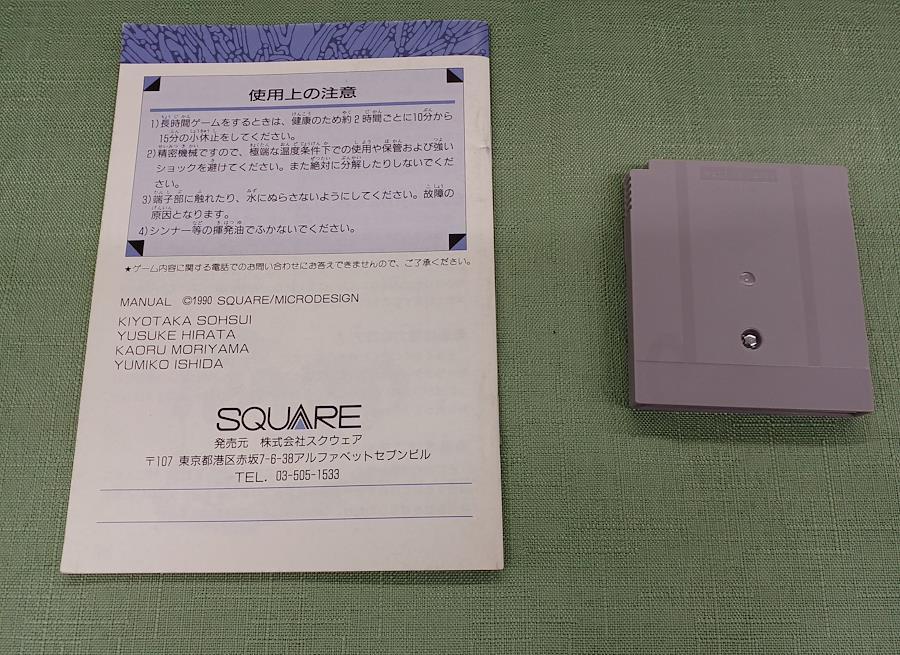 使用上の注意
1)長時間ゲームをするときは、健康のため約2時間ごとに10分から
15分の小休止をしてください。
2)精密機械ですので、極端な温度条件下での使用や保管および強い
ショックを避けてください。また絶対に分解したりしないでくだ
さい。
3)端子部に触れたり、水にぬらさないようにしてください。故障の
原因となります。
4)シンナー等の揮発油でふかないでください。
★ゲーム内容に関する電話でのお問い合わせにお答えできませんので、ご了承ください。
MANUAL ©1990 SQUARE/MICRODESIGN
KIYOTAKA SOHSUI
YUSUKE HIRATA
KAORU MORIYAMA
YUMIKO ISHIDA
SQUARE
発売元 株式会社スクウェア
〒107 東京都港区赤坂7-6-38アルファベットセブンビル
TEL. 03-505-1533